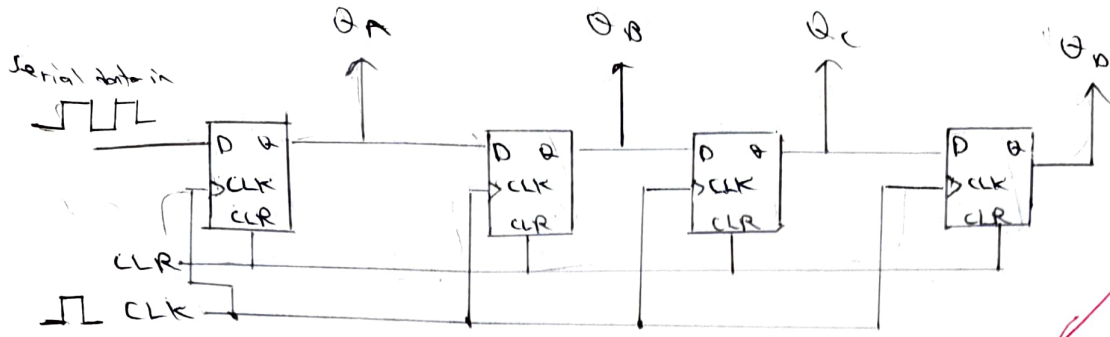 QA QB QC QD
Serial data in
D Q D Q D Q D Q
CLK CLK CLK CLK
CLR CLR CLR CLR
CLR
CLK